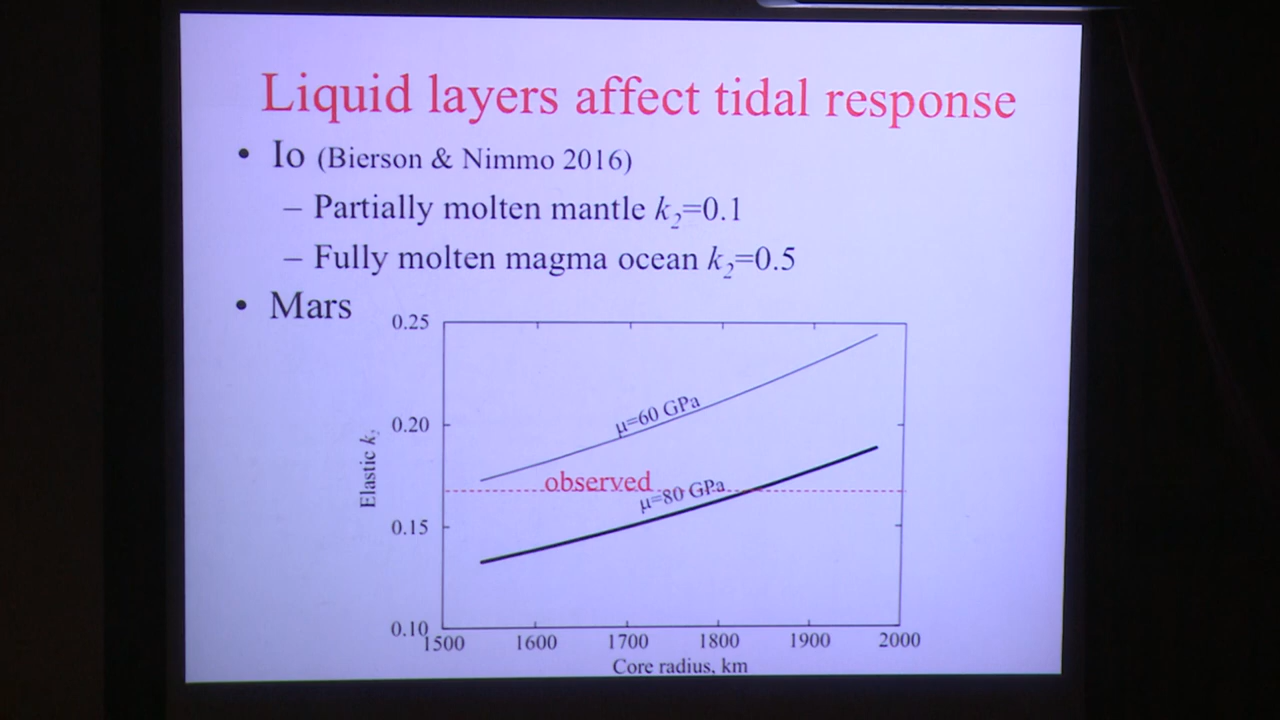 Liquid layers affect tidal response
• Io (Bierson & Nimmo 2016)
– Partially molten mantle k₂=0.1
– Fully molten magma ocean k₂=0.5
• Mars
0.25
0.20
0.15
0.10
Elastic k₂
μ=60 GPa
observed
μ=80 GPa
1500 1600 1700 1800 1900 2000
Core radius, km